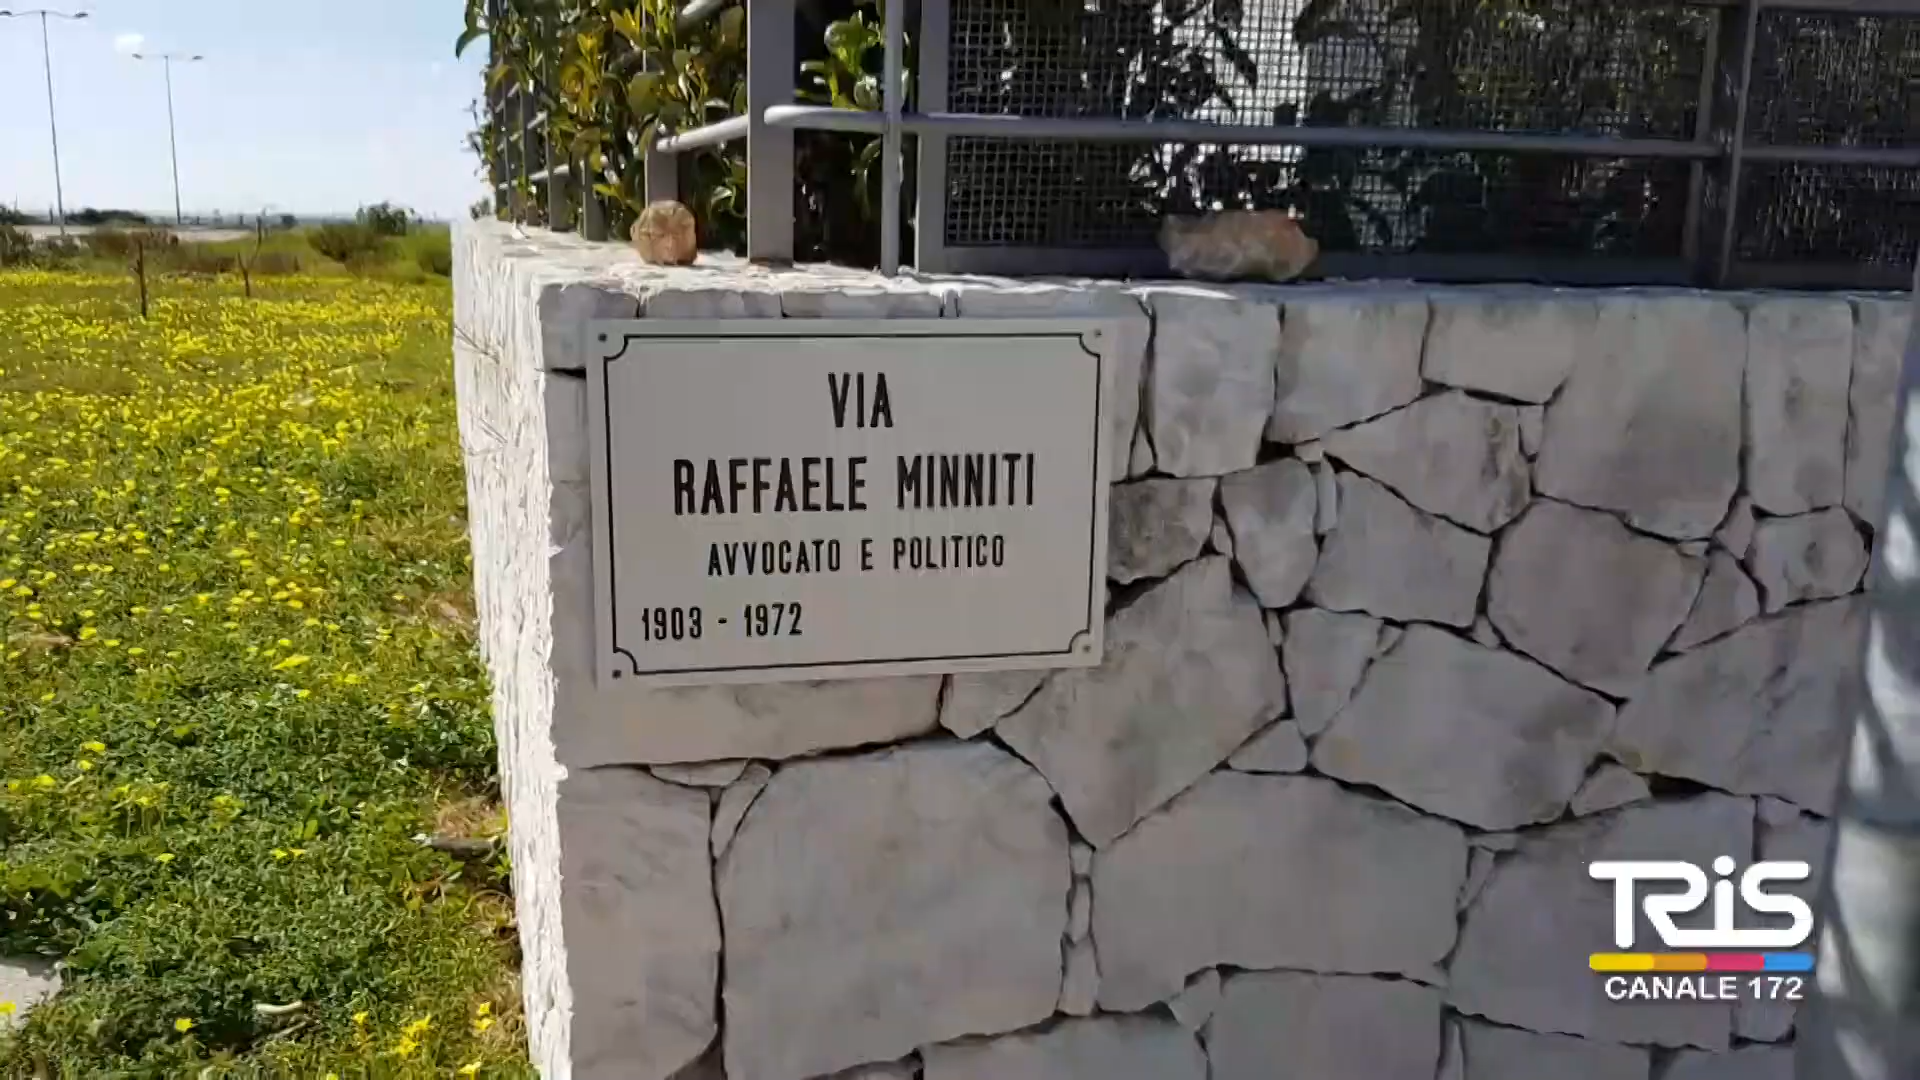 VIA
RAFFAELE MINNITI
AVVOCATO E POLITICO
1903 - 1972
TRiS
CANALE 172